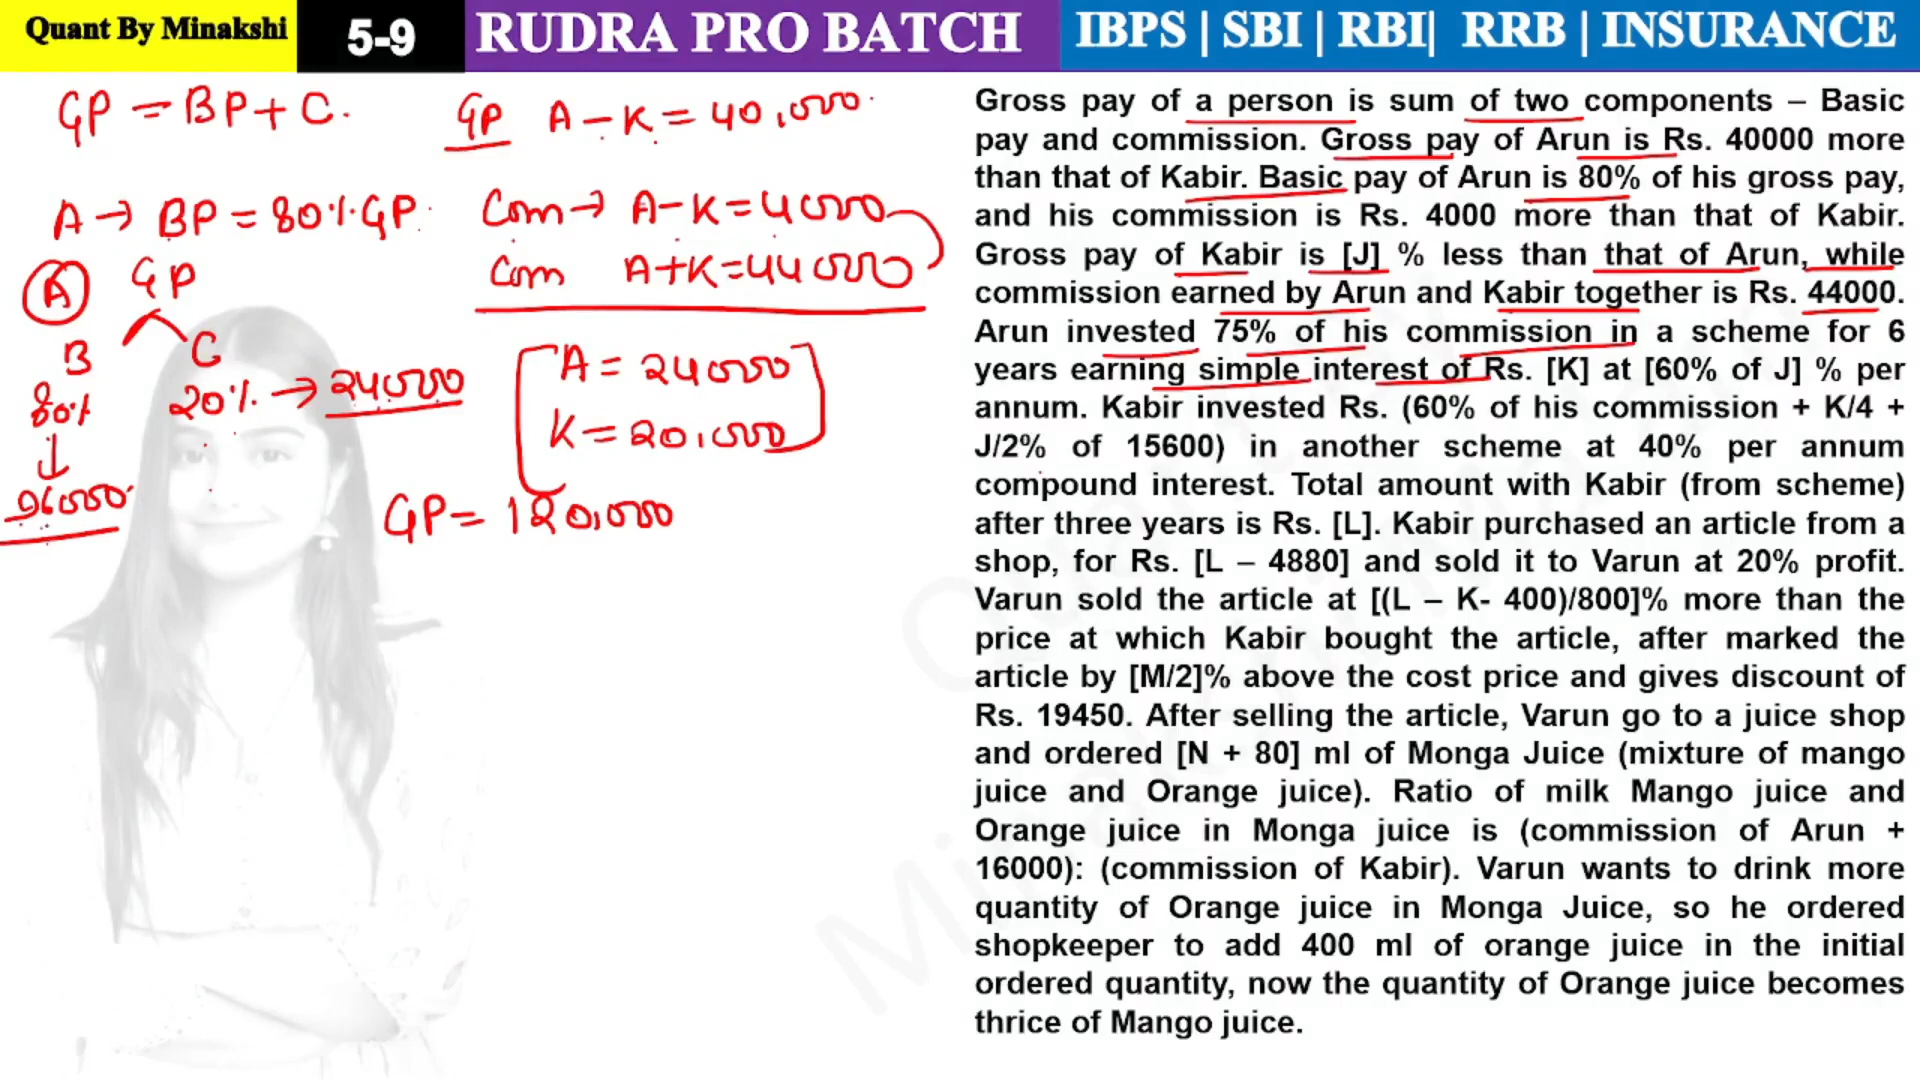 Quant By Minakshi
5-9
RUDRA PRO BATCH
IBPS | SBI | RBI| RRB | INSURANCE
GP = BP + C.
GP A - K = 40,000
A → BP = 80% GP.
Com → A - K = 4000
Com A + K = 44000
A GP
B C
80% 20% → 24000
96000
A = 24000
K = 20,000
GP = 120,000
Gross pay of a person is sum of two components – Basic
pay and commission. Gross pay of Arun is Rs. 40000 more
than that of Kabir. Basic pay of Arun is 80% of his gross pay,
and his commission is Rs. 4000 more than that of Kabir.
Gross pay of Kabir is [J] % less than that of Arun, while
commission earned by Arun and Kabir together is Rs. 44000.
Arun invested 75% of his commission in a scheme for 6
years earning simple interest of Rs. [K] at [60% of J] % per
annum. Kabir invested Rs. (60% of his commission + K/4 +
J/2% of 15600) in another scheme at 40% per annum
compound interest. Total amount with Kabir (from scheme)
after three years is Rs. [L]. Kabir purchased an article from a
shop, for Rs. [L – 4880] and sold it to Varun at 20% profit.
Varun sold the article at [(L – K- 400)/800]% more than the
price at which Kabir bought the article, after marked the
article by [M/2]% above the cost price and gives discount of
Rs. 19450. After selling the article, Varun go to a juice shop
and ordered [N + 80] ml of Monga Juice (mixture of mango
juice and Orange juice). Ratio of milk Mango juice and
Orange juice in Monga juice is (commission of Arun +
16000): (commission of Kabir). Varun wants to drink more
quantity of Orange juice in Monga Juice, so he ordered
shopkeeper to add 400 ml of orange juice in the initial
ordered quantity, now the quantity of Orange juice becomes
thrice of Mango juice.